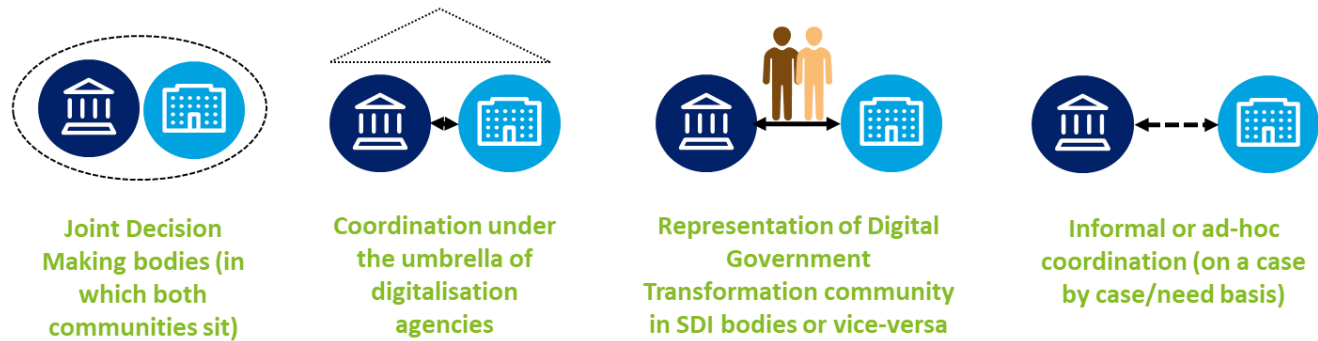 Joint Decision
Making bodies (in
which both
communities sit)
Coordination under
the umbrella of
digitalisation
agencies
Representation of Digital
Government
Transformation community
in SDI bodies or vice-versa
Informal or ad-hoc
coordination (on a case
by case/need basis)